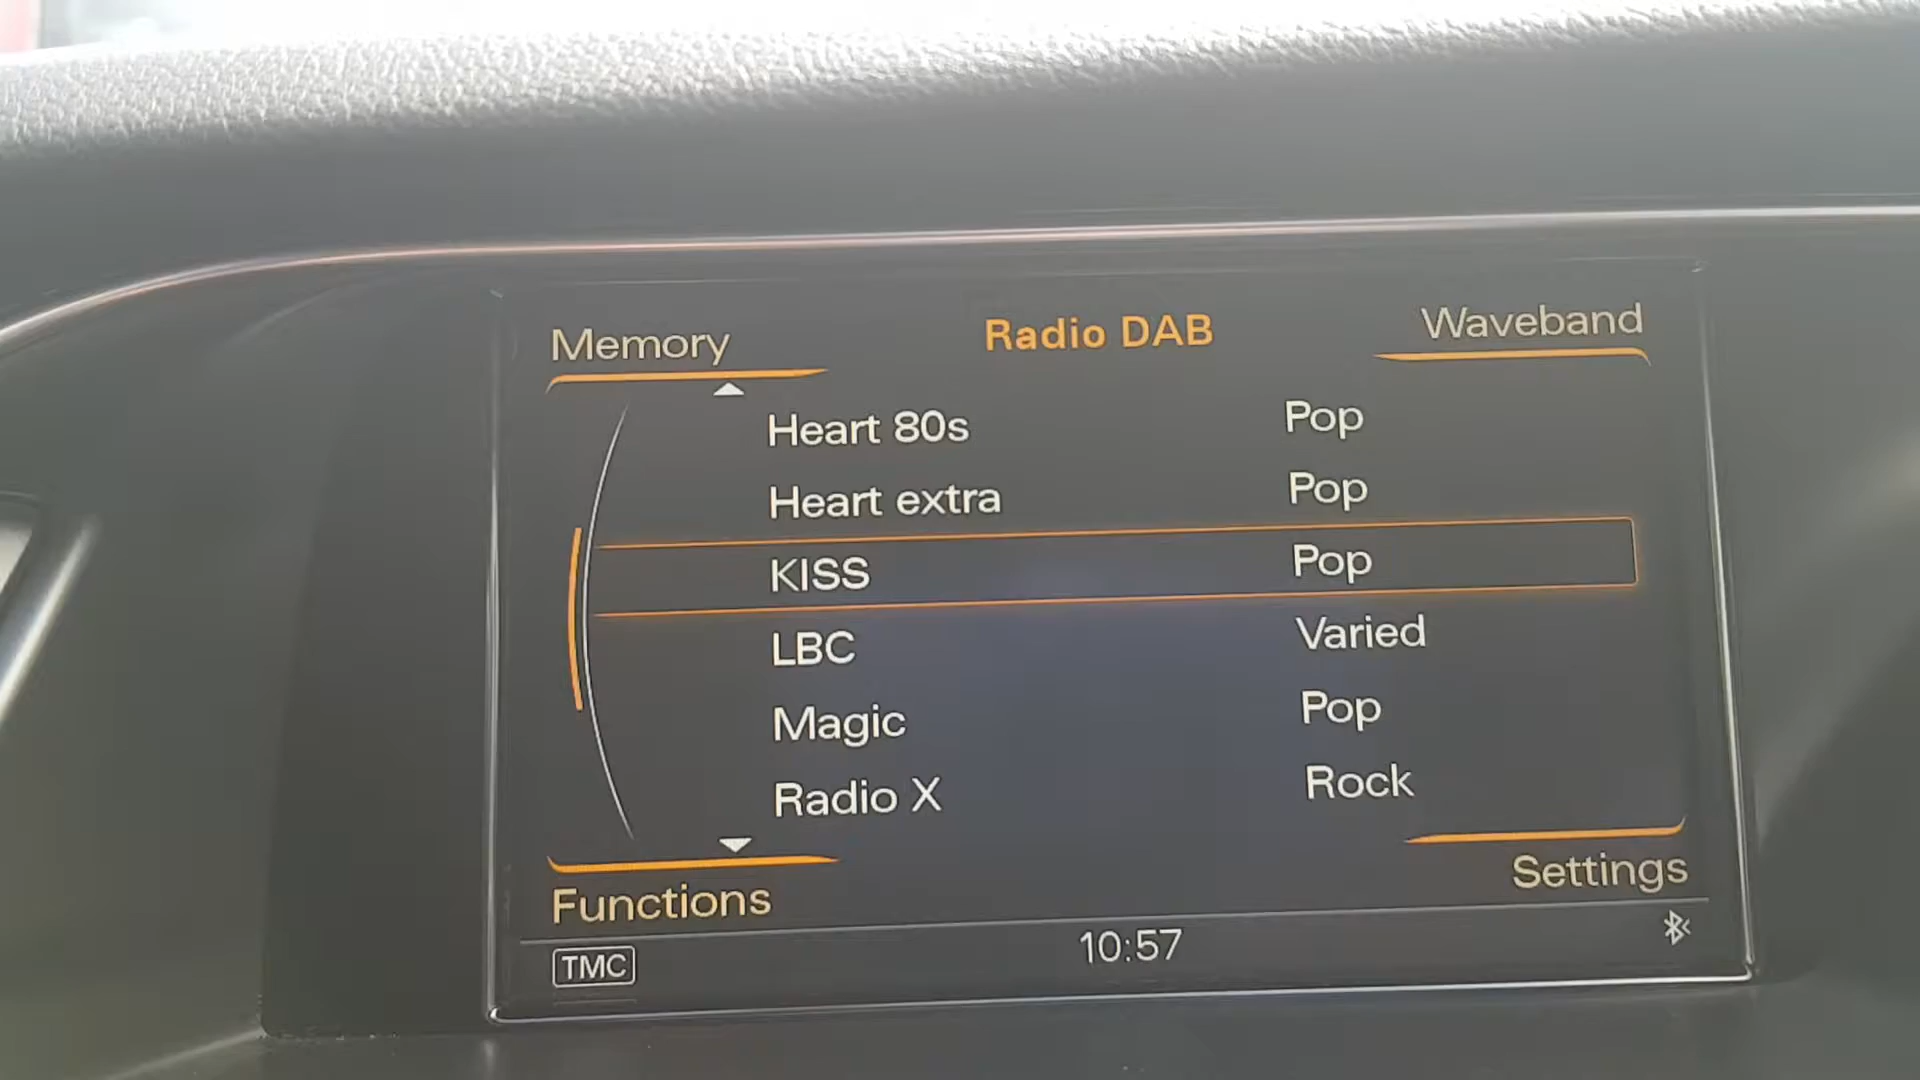 Memory Radio DAB Waveband
Heart 80s Pop
Heart extra Pop
KISS Pop
LBC Varied
Magic Pop
Radio X Rock
Functions Settings
TMC 10:57